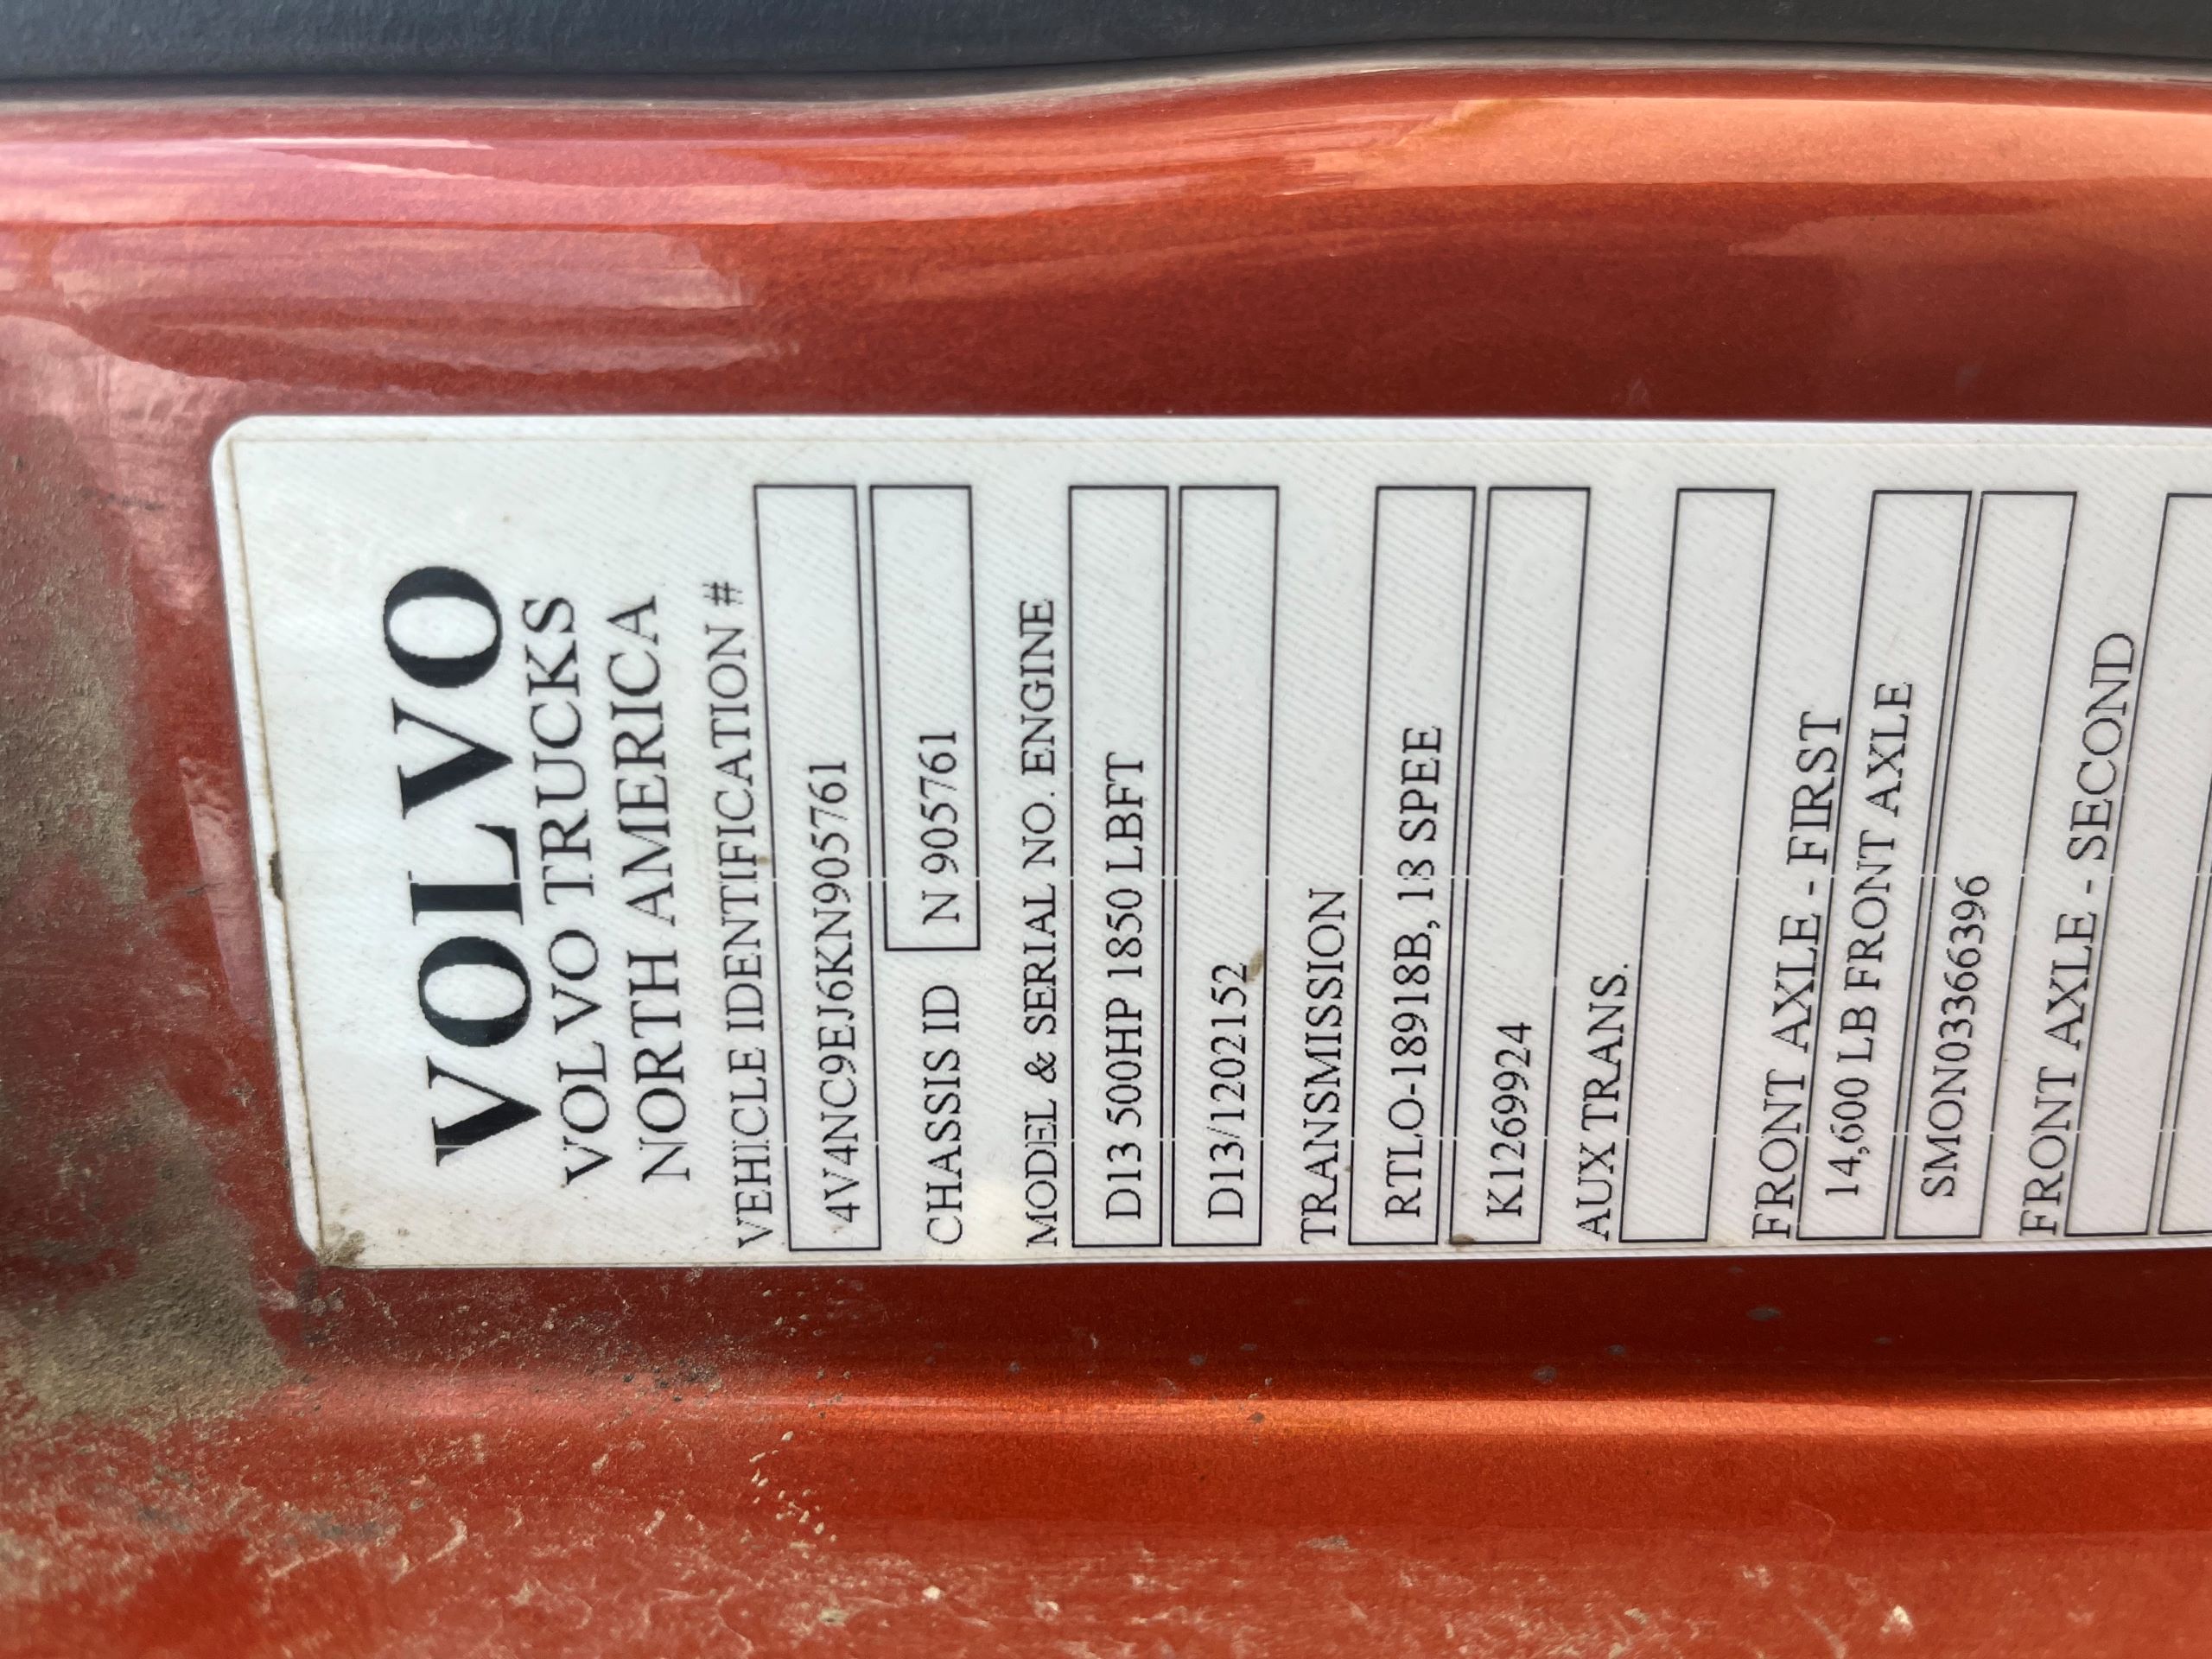 VOLVO
VOLVO TRUCKS
NORTH AMERICA
VEHICLE IDENTIFICATION #
4V4NC9EJ6KN905761
CHASSIS ID N 905761
MODEL & SERIAL NO. ENGINE
D13 500HP 1850 LBFT
D13/1202152
TRANSMISSION
RTLO-18918B, 18 SPEE
K1269924
AUX TRANS.
FRONT AXLE - FIRST
14,600 LB FRONT AXLE
SMON03366396
FRONT AXLE - SECOND